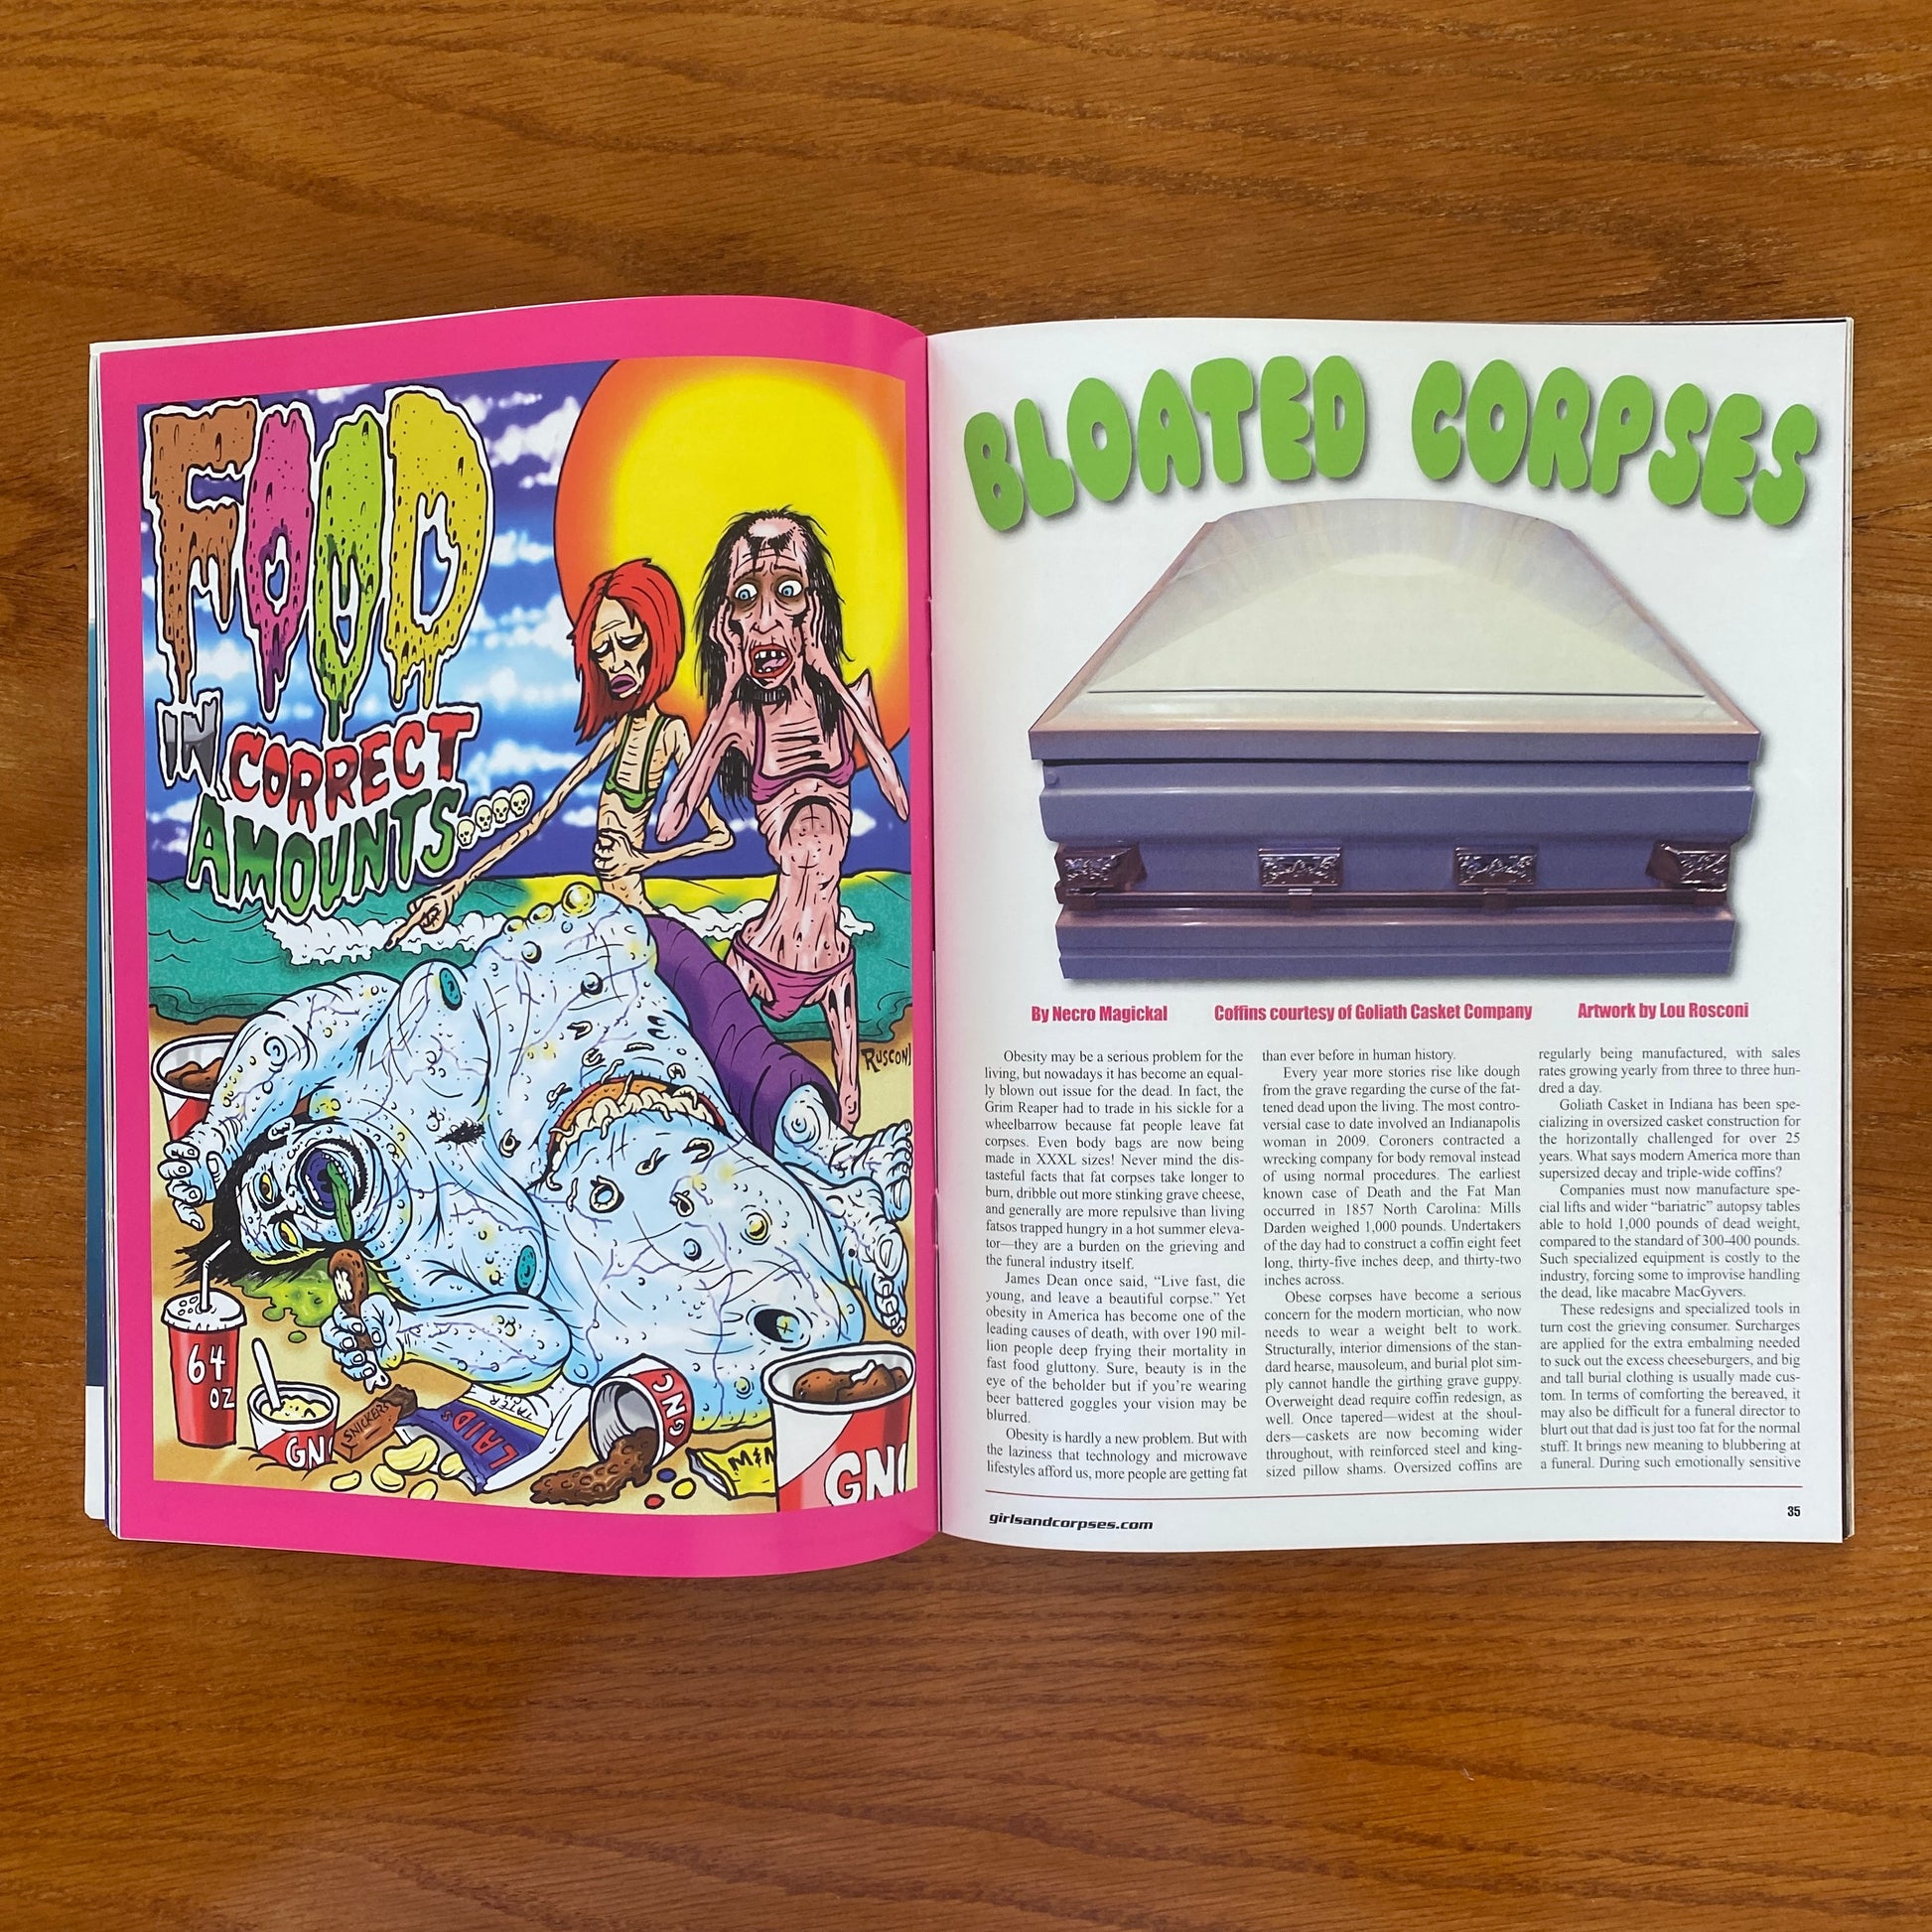 FOOD
IN CORRECT
AMOUNTS....
RUSCONI
64
OZ
GN
SNICKERS
LAIDS
TATER
GNC
M&M
GN
BLOATED CORPSES
By Necro Magickal
Coffins courtesy of Goliath Casket Company
Artwork by Lou Rosconi
Obesity may be a serious problem for the
living, but nowadays it has become an equal-
ly blown out issue for the dead. In fact, the
Grim Reaper had to trade in his sickle for a
wheelbarrow because fat people leave fat
corpses. Even body bags are now being
made in XXXL sizes! Never mind the dis-
tasteful facts that fat corpses take longer to
burn, dribble out more stinking grave cheese,
and generally are more repulsive than living
fatsos trapped hungry in a hot summer eleva-
tor—they are a burden on the grieving and
the funeral industry itself.
James Dean once said, “Live fast, die
young, and leave a beautiful corpse.” Yet
obesity in America has become one of the
leading causes of death, with over 190 mil-
lion people deep frying their mortality in
fast food gluttony. Sure, beauty is in the
eye of the beholder but if you’re wearing
beer battered goggles your vision may be
blurred.
Obesity is hardly a new problem. But with
the laziness that technology and microwave
lifestyles afford us, more people are getting fat
than ever before in human history.
Every year more stories rise like dough
from the grave regarding the curse of the fat-
tened dead upon the living. The most contro-
versial case to date involved an Indianapolis
woman in 2009. Coroners contracted a
wrecking company for body removal instead
of using normal procedures. The earliest
known case of Death and the Fat Man
occurred in 1857 North Carolina: Mills
Darden weighed 1,000 pounds. Undertakers
of the day had to construct a coffin eight feet
long, thirty-five inches deep, and thirty-two
inches across.
Obese corpses have become a serious
concern for the modern mortician, who now
needs to wear a weight belt to work.
Structurally, interior dimensions of the stan-
dard hearse, mausoleum, and burial plot sim-
ply cannot handle the girthing grave guppy.
Overweight dead require coffin redesign, as
well. Once tapered—widest at the shoul-
ders—caskets are now becoming wider
throughout, with reinforced steel and king-
sized pillow shams. Oversized coffins are
regularly being manufactured, with sales
rates growing yearly from three to three hun-
dred a day.
Goliath Casket in Indiana has been spe-
cializing in oversized casket construction for
the horizontally challenged for over 25
years. What says modern America more than
supersized decay and triple-wide coffins?
Companies must now manufacture spe-
cial lifts and wider “bariatric” autopsy tables
able to hold 1,000 pounds of dead weight,
compared to the standard of 300-400 pounds.
Such specialized equipment is costly to the
industry, forcing some to improvise handling
the dead, like macabre MacGyvers.
These redesigns and specialized tools in
turn cost the grieving consumer. Surcharges
are applied for the extra embalming needed
to suck out the excess cheeseburgers, and big
and tall burial clothing is usually made cus-
tom. In terms of comforting the bereaved, it
may also be difficult for a funeral director to
blurt out that dad is just too fat for the normal
stuff. It brings new meaning to blubbering at
a funeral. During such emotionally sensitive
girlsandcorpses.com
35